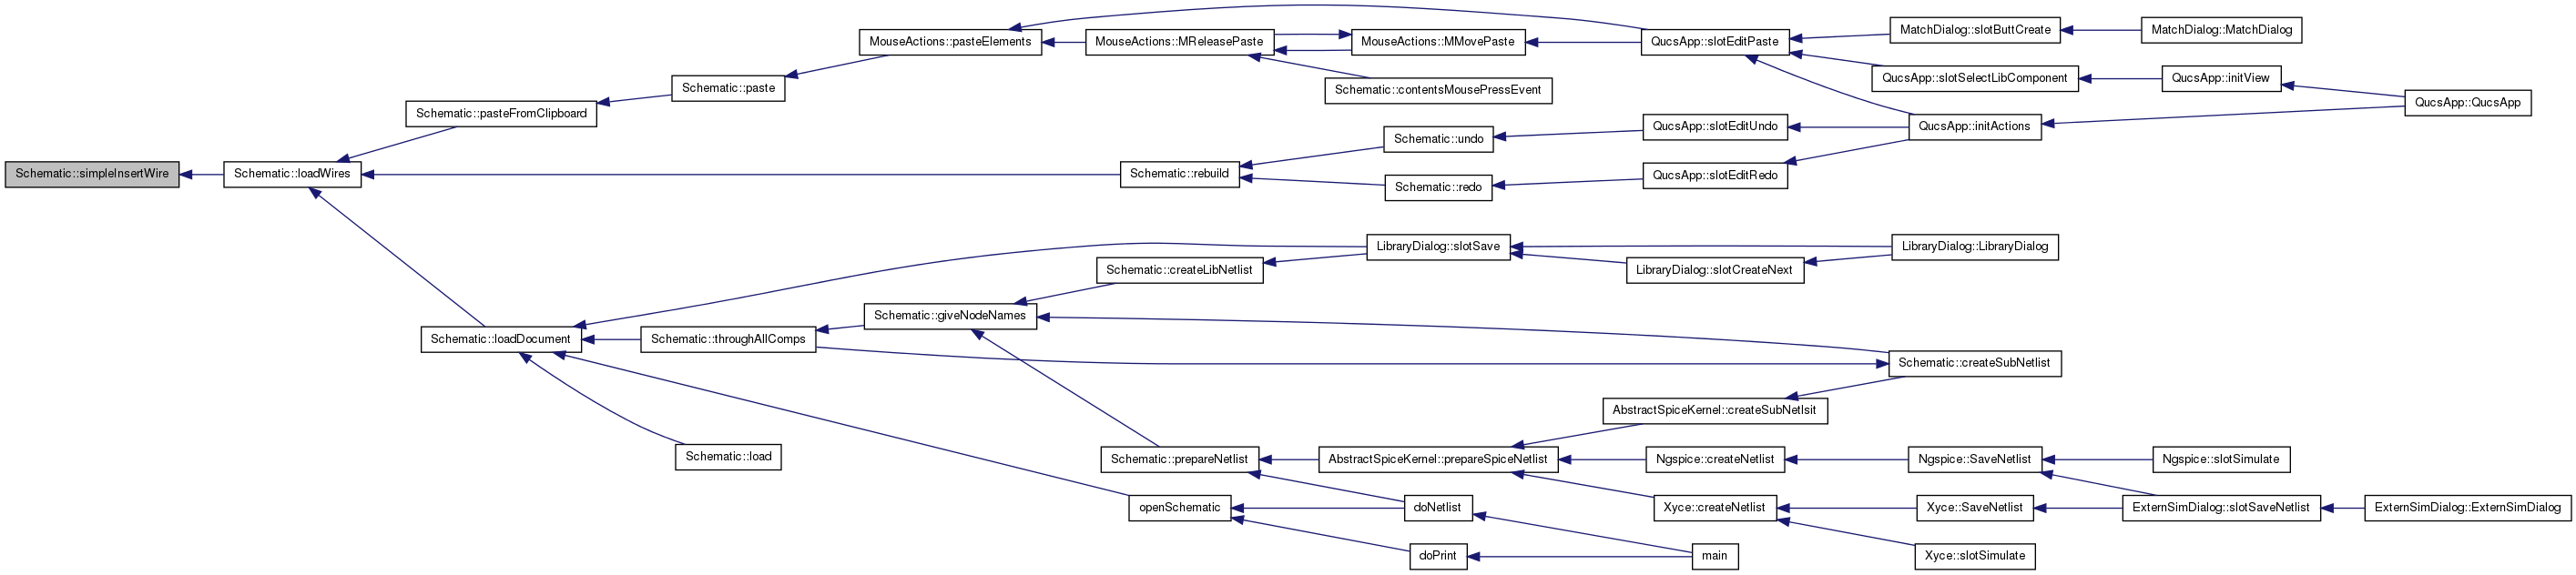 Schematic::simpleInsertWire
Schematic::loadWires
Schematic::pasteFromClipboard
Schematic::paste
MouseActions::pasteElements
MouseActions::MReleasePaste
MouseActions::MMovePaste
Schematic::contentsMousePressEvent
QucsApp::slotEditPaste
MatchDialog::slotButtCreate
MatchDialog::MatchDialog
QucsApp::slotSelectLibComponent
QucsApp::initView
QucsApp::QucsApp
QucsApp::initActions
Schematic::rebuild
Schematic::undo
QucsApp::slotEditUndo
Schematic::redo
QucsApp::slotEditRedo
Schematic::loadDocument
LibraryDialog::slotSave
LibraryDialog::LibraryDialog
LibraryDialog::slotCreateNext
Schematic::createLibNetlist
Schematic::giveNodeNames
Schematic::throughAllComps
Schematic::createSubNetlist
AbstractSpiceKernel::createSubNetlsit
Schematic::load
Schematic::prepareNetlist
AbstractSpiceKernel::prepareSpiceNetlist
Ngspice::createNetlist
Ngspice::SaveNetlist
Ngspice::slotSimulate
openSchematic
doNetlist
Xyce::createNetlist
Xyce::SaveNetlist
ExternSimDialog::slotSaveNetlist
ExternSimDialog::ExternSimDialog
doPrint
main
Xyce::slotSimulate